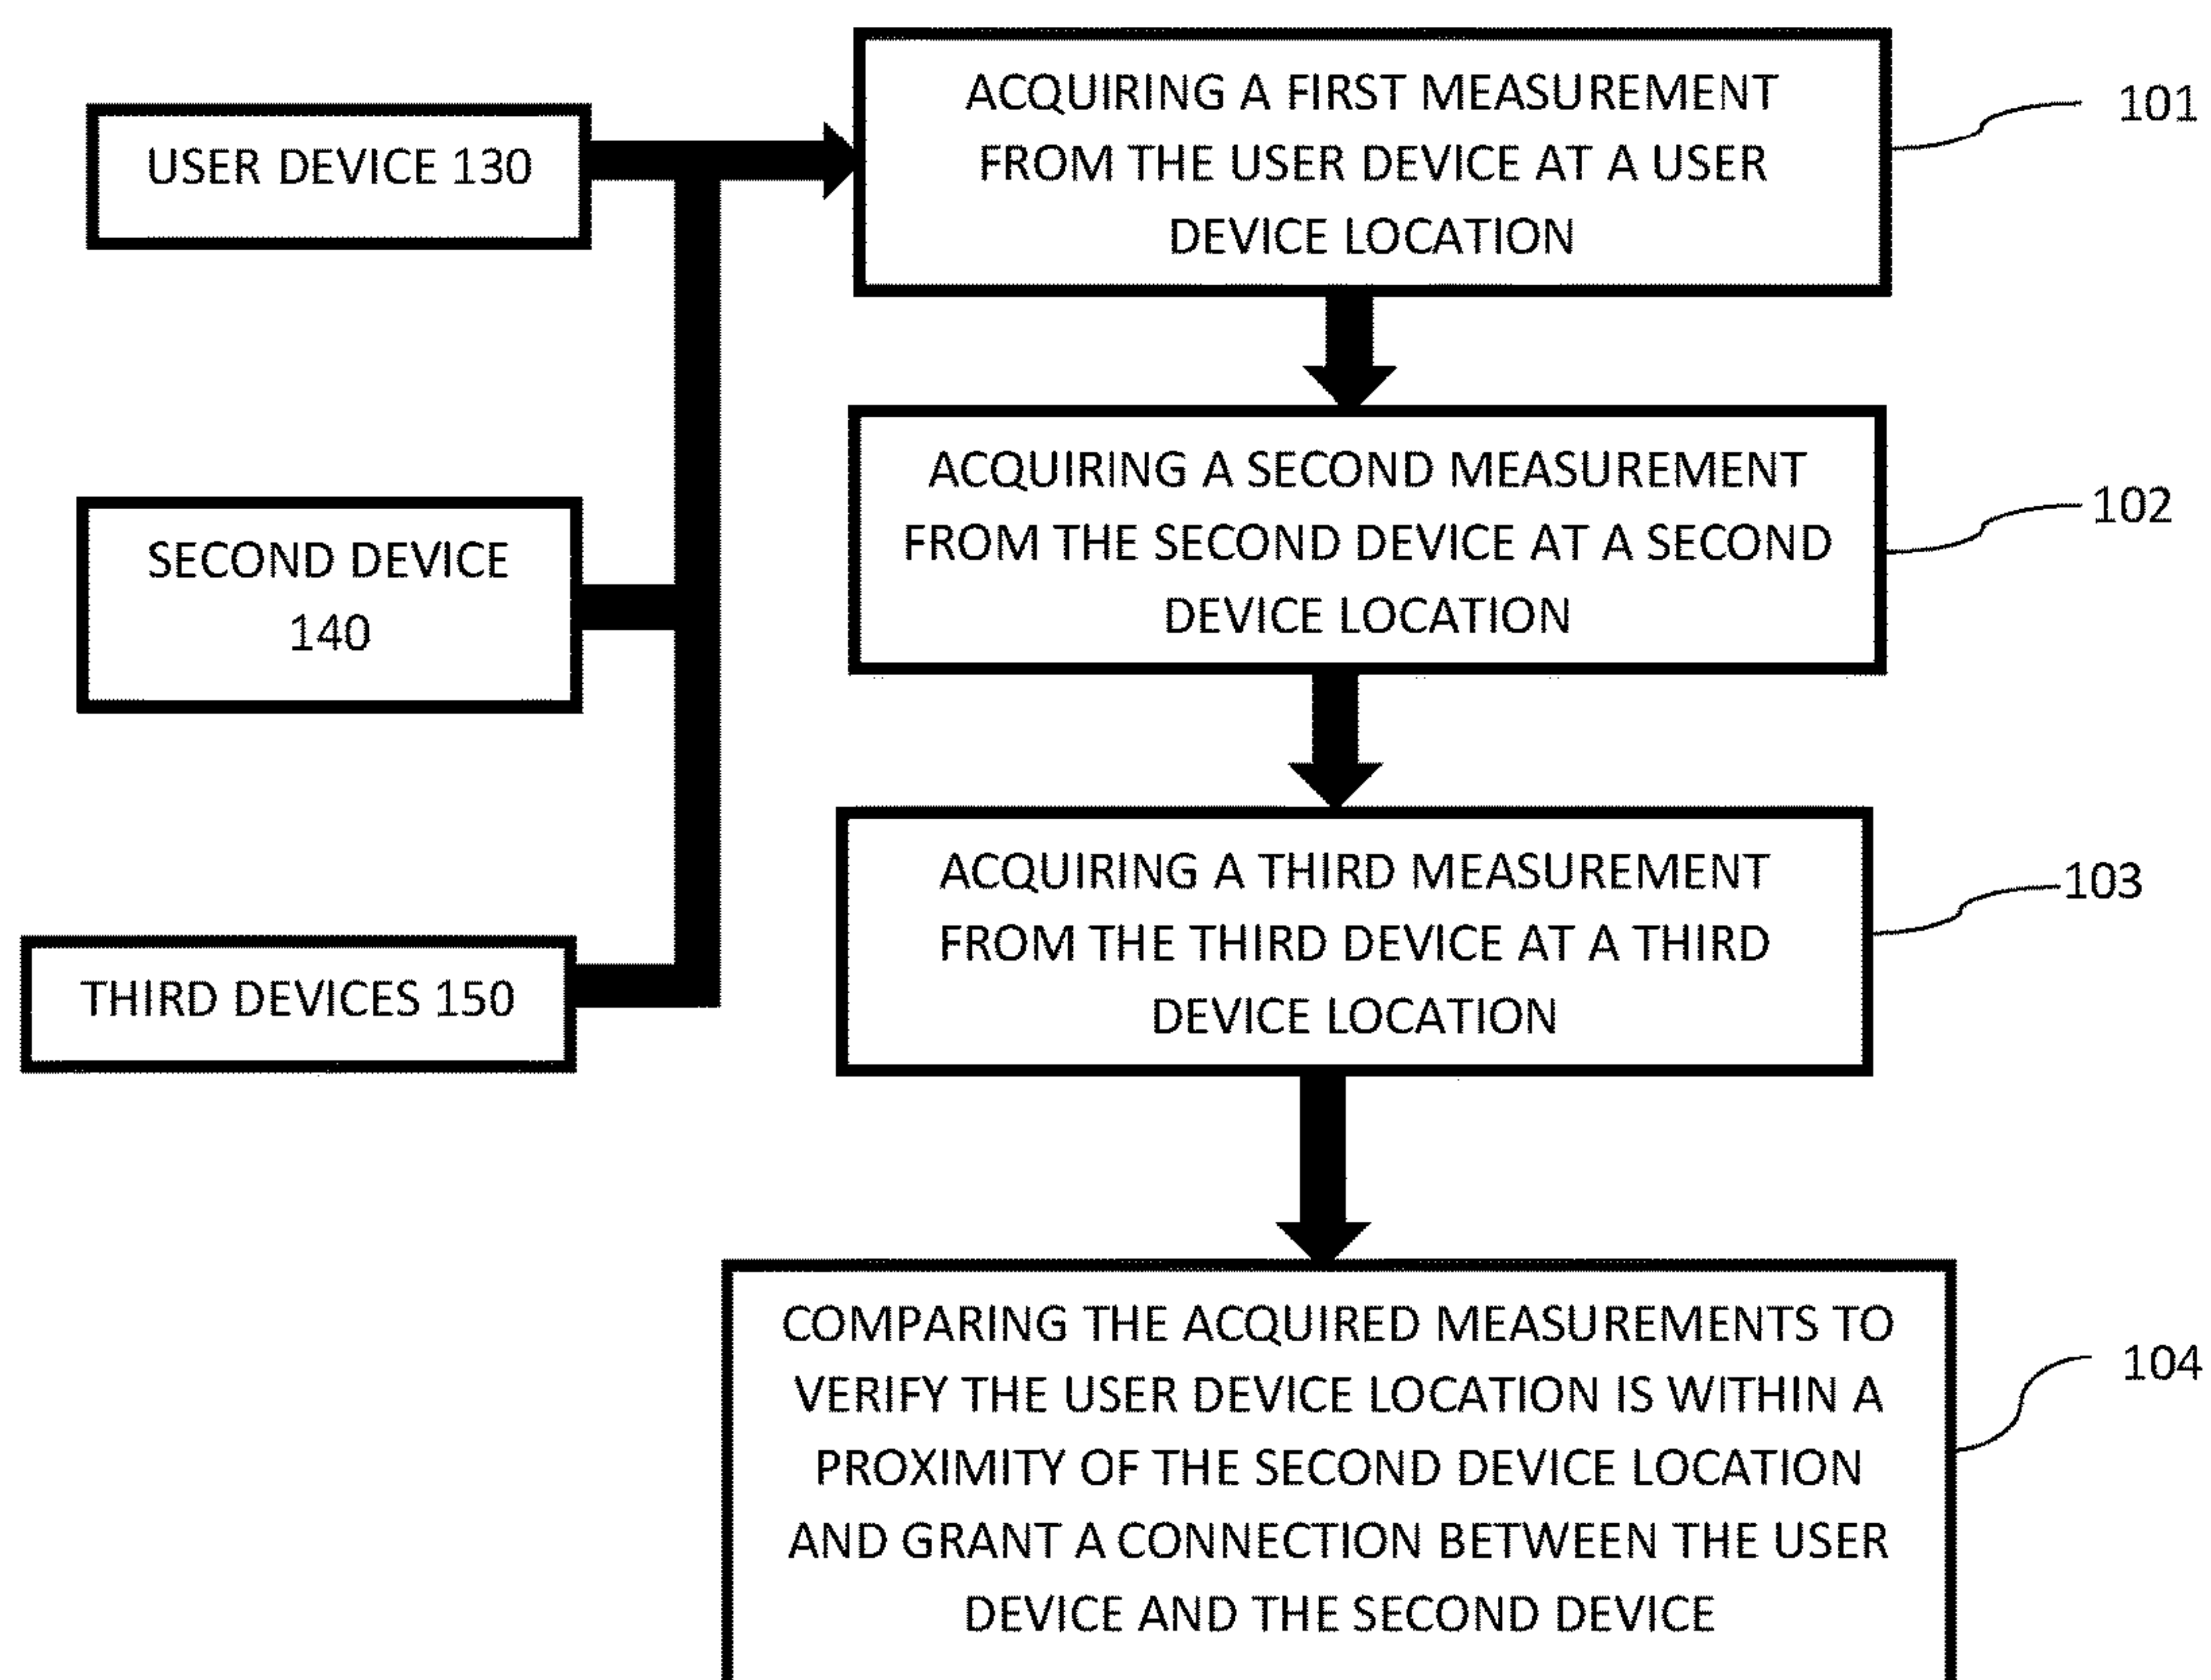 USER DEVICE 130
SECOND DEVICE
140
THIRD DEVICES 150
ACQUIRING A FIRST MEASUREMENT
FROM THE USER DEVICE AT A USER
DEVICE LOCATION
101
ACQUIRING A SECOND MEASUREMENT
FROM THE SECOND DEVICE AT A SECOND
DEVICE LOCATION
102
ACQUIRING A THIRD MEASUREMENT
FROM THE THIRD DEVICE AT A THIRD
DEVICE LOCATION
103
COMPARING THE ACQUIRED MEASUREMENTS TO
VERIFY THE USER DEVICE LOCATION IS WITHIN A
PROXIMITY OF THE SECOND DEVICE LOCATION
AND GRANT A CONNECTION BETWEEN THE USER
DEVICE AND THE SECOND DEVICE
104